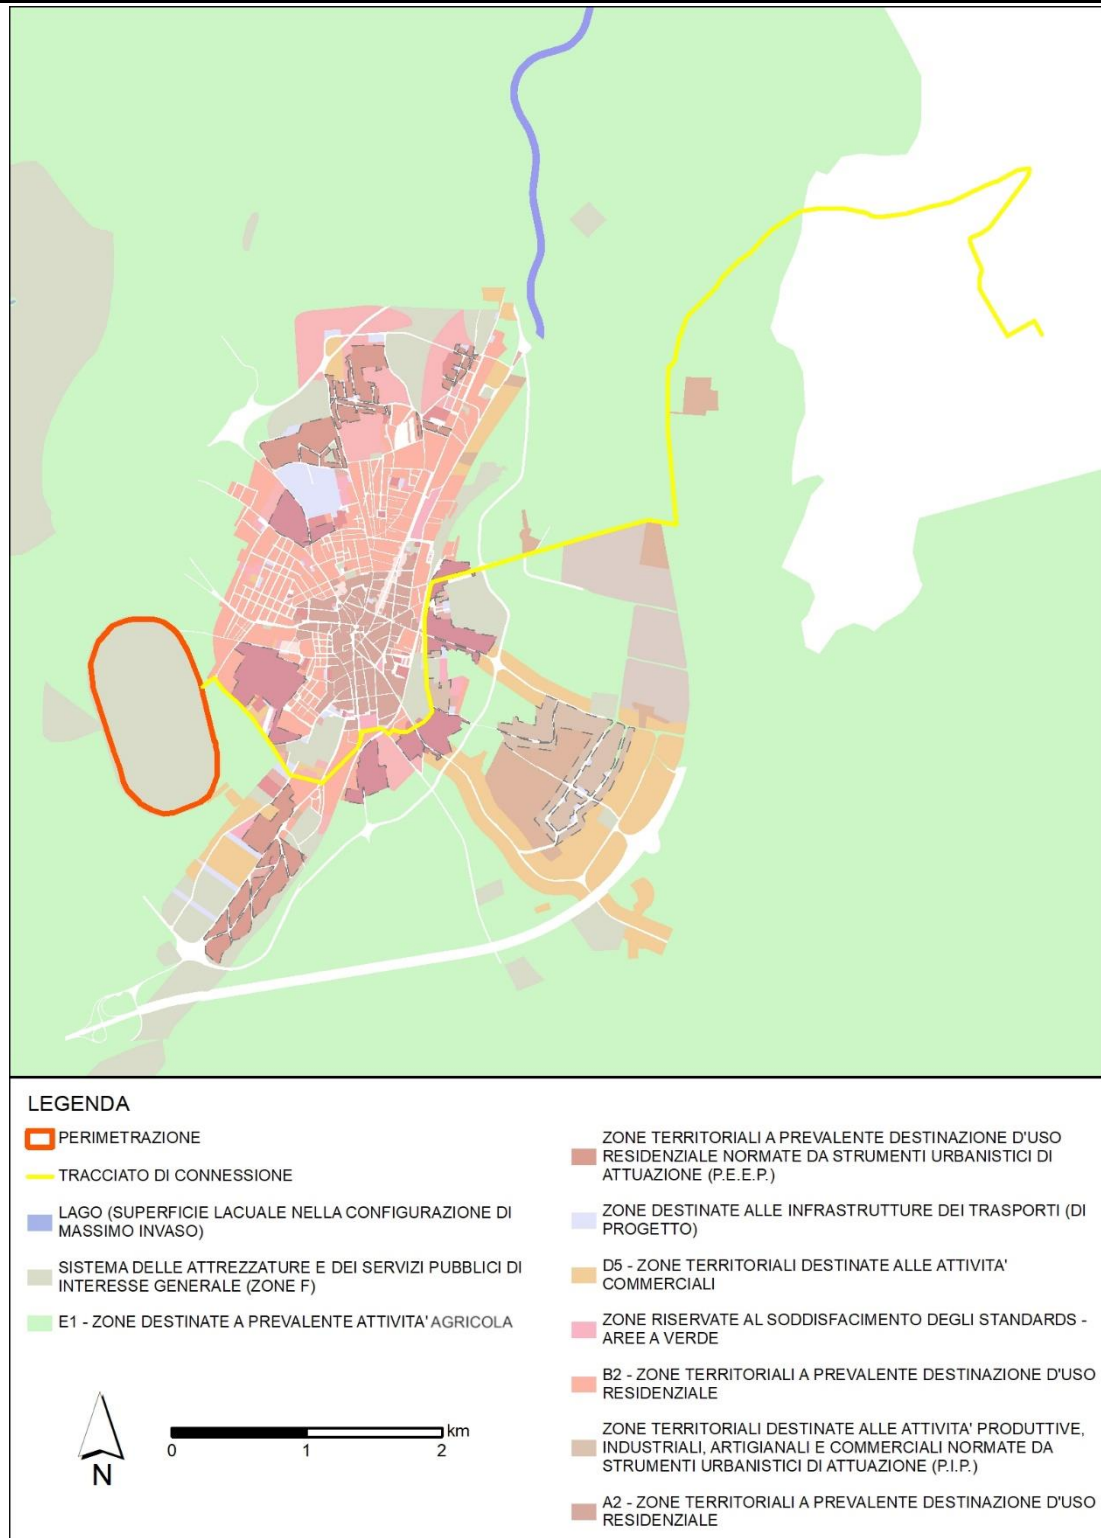 LEGENDA
PERIMETRAZIONE
TRACCIATO DI CONNESSIONE
LAGO (SUPERFICIE LACUALE NELLA CONFIGURAZIONE DI
MASSIMO INVASO)
SISTEMA DELLE ATTREZZATURE E DEI SERVIZI PUBBLICI DI
INTERESSE GENERALE (ZONE F)
E1 - ZONE DESTINATE A PREVALENTE ATTIVITA' AGRICOLA
N
0 1 2 km
ZONE TERRITORIALI A PREVALENTE DESTINAZIONE D'USO
RESIDENZIALE NORMATE DA STRUMENTI URBANISTICI DI
ATTUAZIONE (P.E.E.P.)
ZONE DESTINATE ALLE INFRASTRUTTURE DEI TRASPORTI (DI
PROGETTO)
D5 - ZONE TERRITORIALI DESTINATE ALLE ATTIVITA'
COMMERCIALI
ZONE RISERVATE AL SODDISFACIMENTO DEGLI STANDARDS -
AREE A VERDE
B2 - ZONE TERRITORIALI A PREVALENTE DESTINAZIONE D'USO
RESIDENZIALE
ZONE TERRITORIALI DESTINATE ALLE ATTIVITA' PRODUTTIVE,
INDUSTRIALI, ARTIGIANALI E COMMERCIALI NORMATE DA
STRUMENTI URBANISTICI DI ATTUAZIONE (P.I.P.)
A2 - ZONE TERRITORIALI A PREVALENTE DESTINAZIONE D'USO
RESIDENZIALE